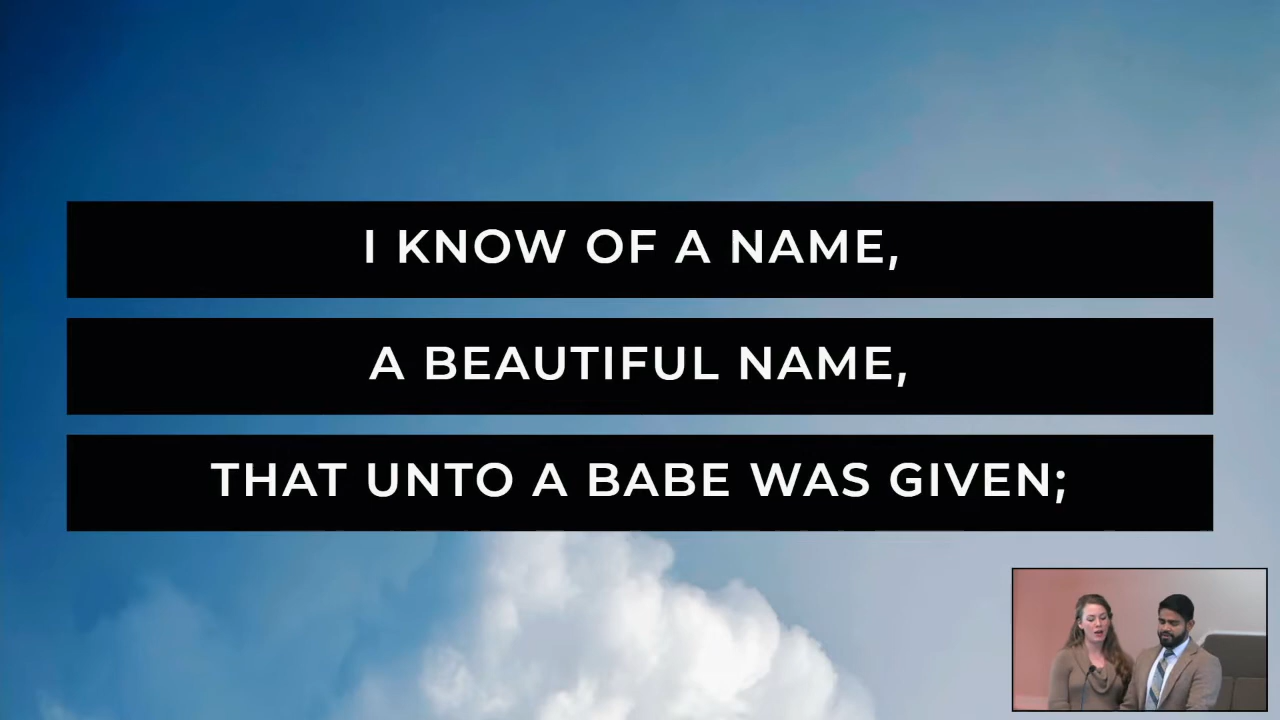 I KNOW OF A NAME,
A BEAUTIFUL NAME,
THAT UNTO A BABE WAS GIVEN;